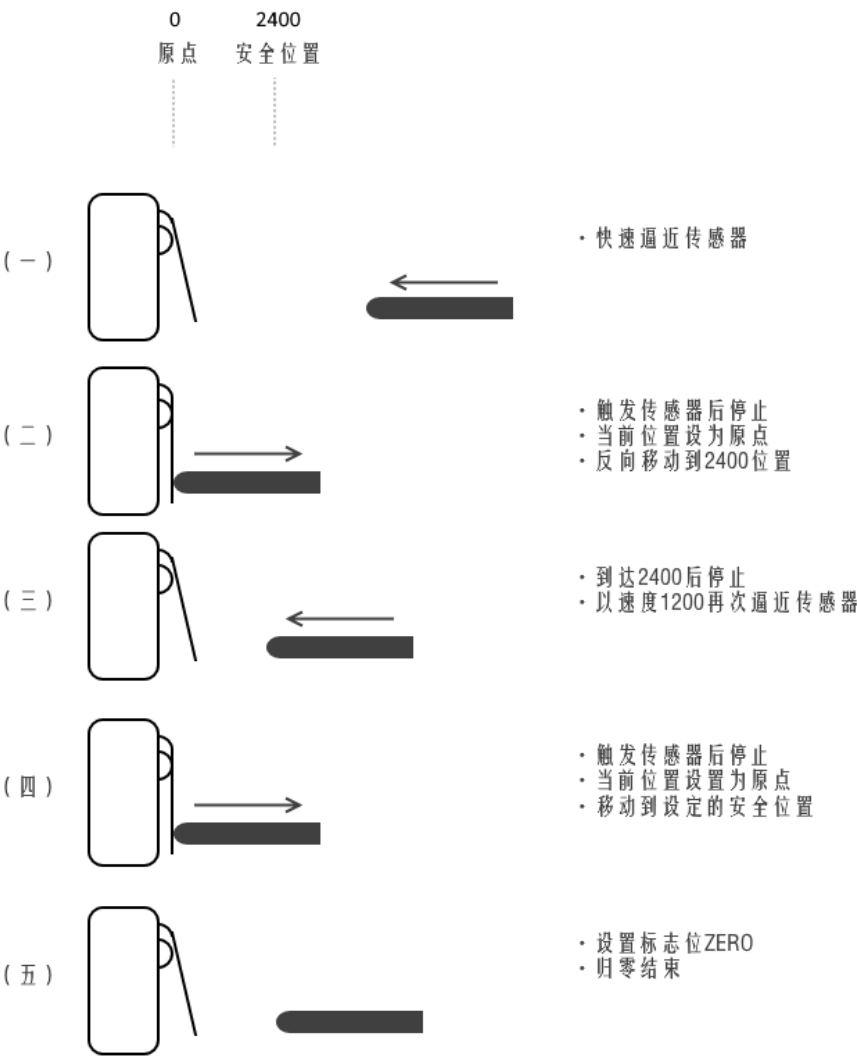 0 2400
原点 安全位置
(一)
·快速逼近传感器
(二)
·触发传感器后停止
·当前位置设为原点
·反向移动到2400位置
(三)
·到达2400后停止
·以速度1200再次逼近传感器
(四)
·触发传感器后停止
·当前位置设置为原点
·移动到设定的安全位置
(五)
·设置标志位ZERO
·归零结束